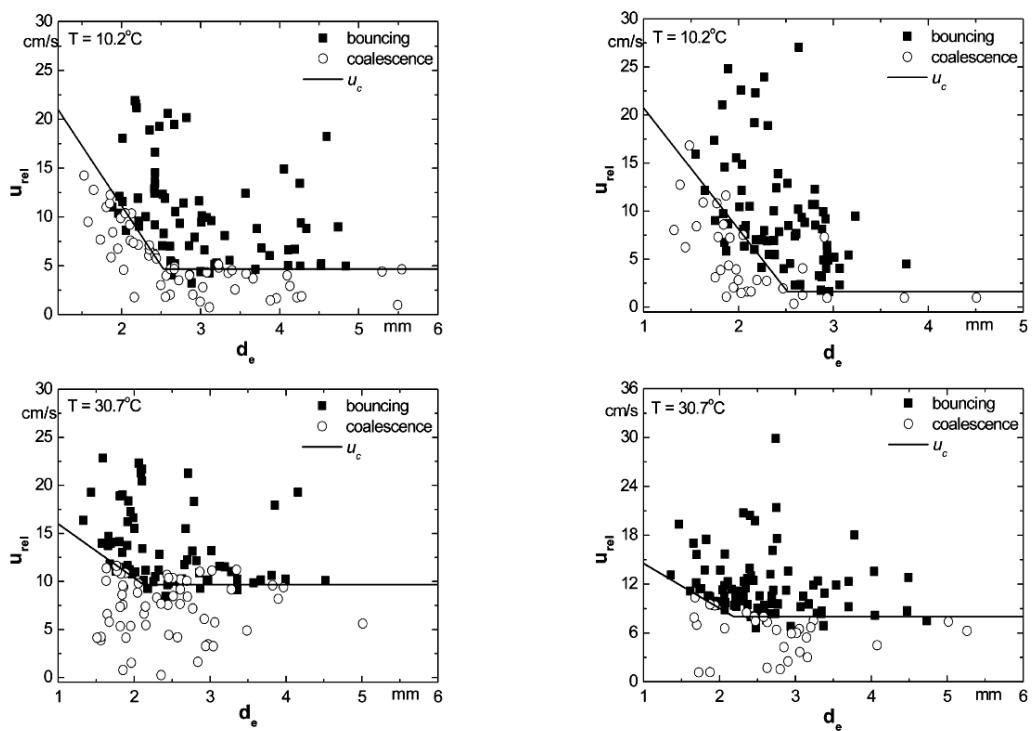 30
cm/s
25
20
15
10
5
0
u_rel
T = 10.2°C
bouncing
coalescence
u_c
2
3
4
mm
5
6
d_e
30
cm/s
25
20
15
10
5
0
u_rel
T = 10.2°C
bouncing
coalescence
u_c
1
2
3
4
mm
5
d_e
30
cm/s
25
20
15
10
5
0
u_rel
T = 30.7°C
bouncing
coalescence
u_c
1
2
3
4
5
mm
6
d_e
36
cm/s
30
24
18
12
6
0
u_rel
T = 30.7°C
bouncing
coalescence
u_c
1
2
3
4
5
mm
6
d_e